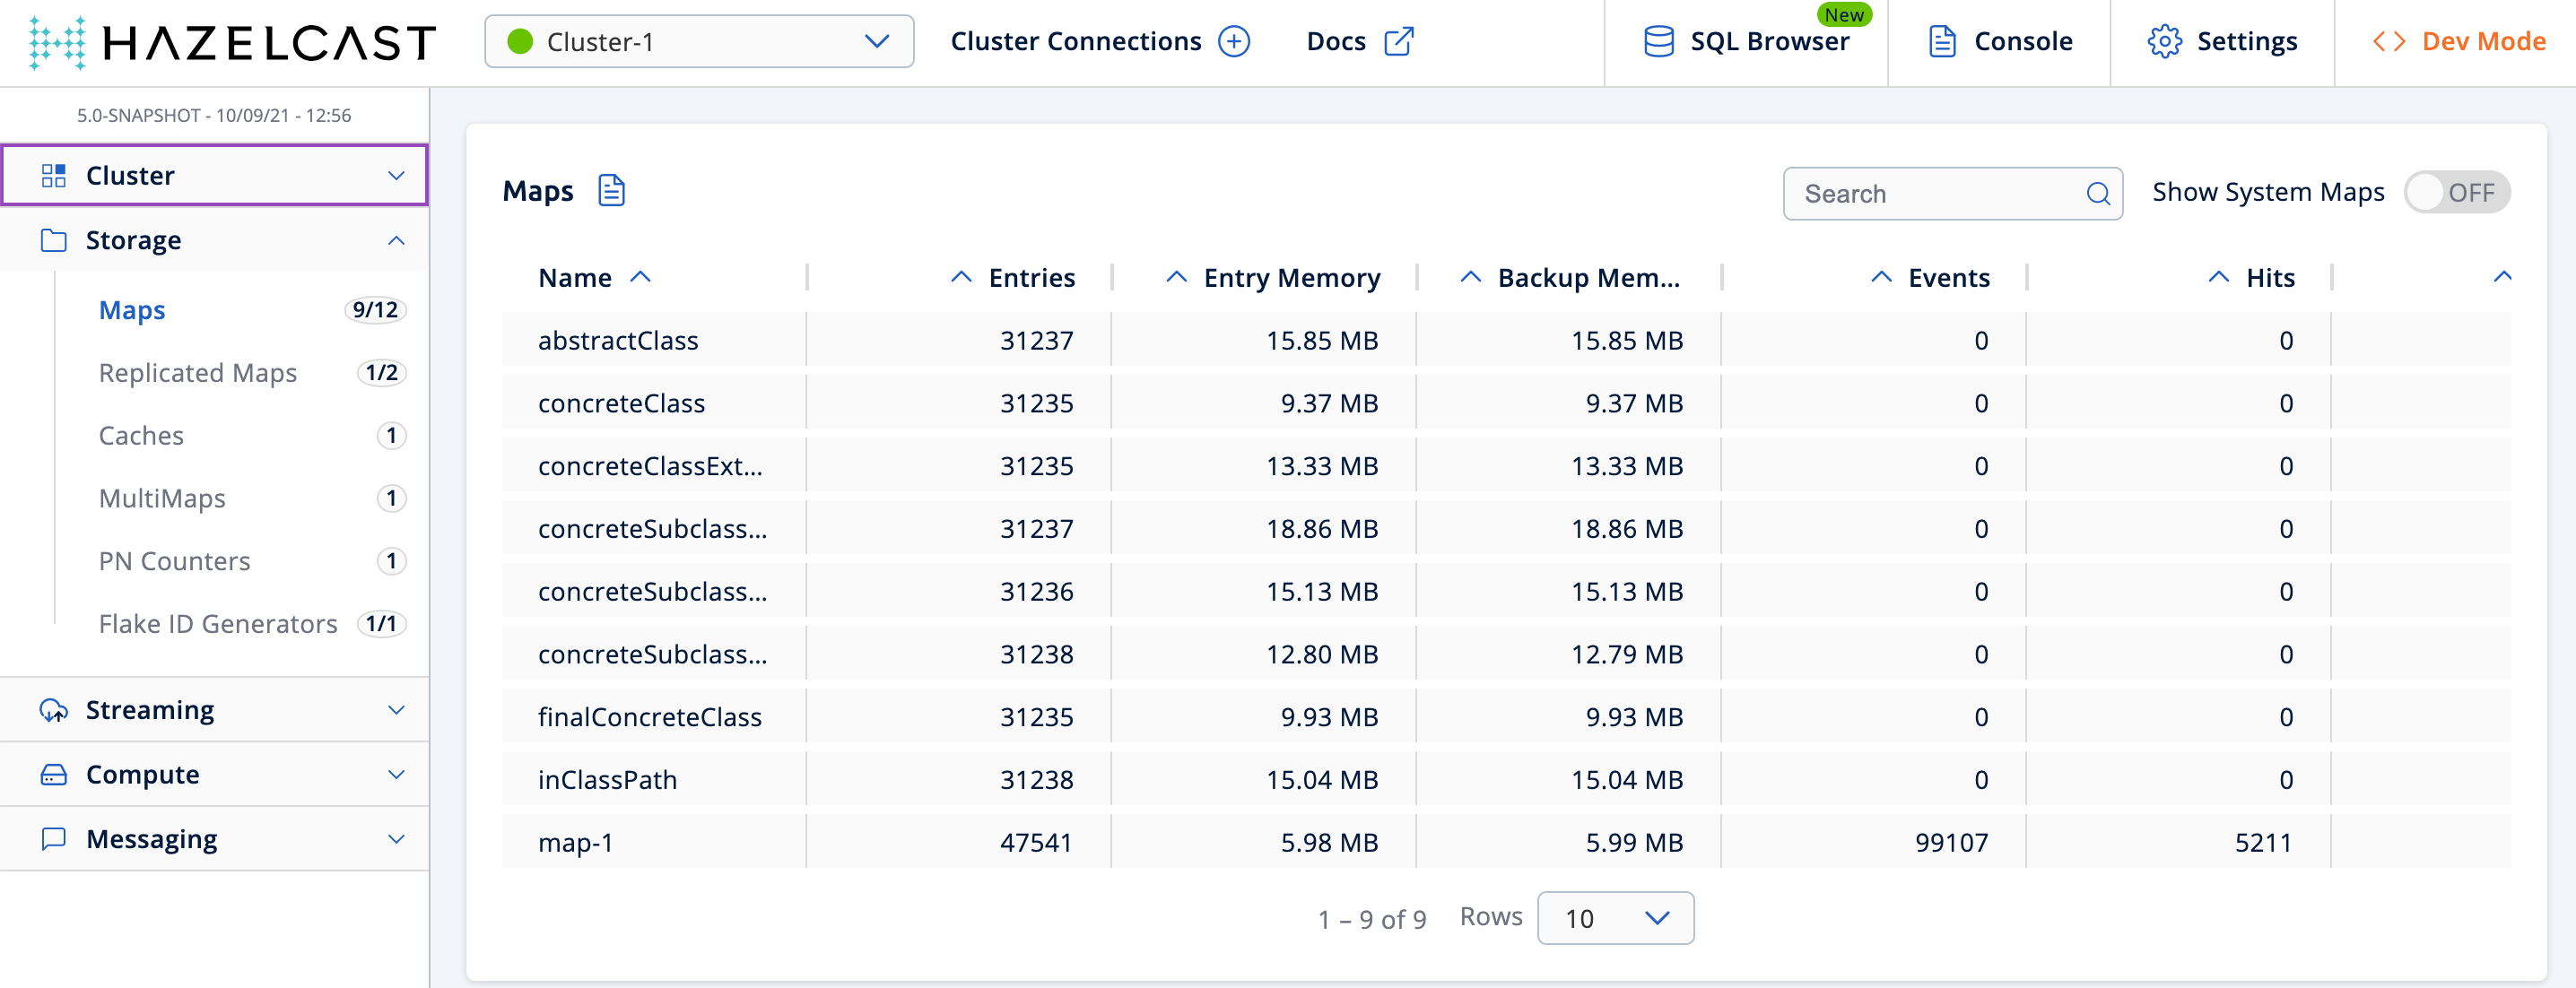 HAZELCAST
Cluster-1
Cluster Connections
Docs
New
SQL Browser
Console
Settings
Dev Mode
5.0-SNAPSHOT - 10/09/21 - 12:56
Cluster
Storage
Maps 9/12
Replicated Maps 1/2
Caches 1
MultiMaps 1
PN Counters 1
Flake ID Generators 1/1
Streaming
Compute
Messaging
Maps
Search
Show System Maps OFF
Name Entries Entry Memory Backup Mem... Events Hits
abstractClass 31237 15.85 MB 15.85 MB 0 0
concreteClass 31235 9.37 MB 9.37 MB 0 0
concreteClassExt... 31235 13.33 MB 13.33 MB 0 0
concreteSubclass... 31237 18.86 MB 18.86 MB 0 0
concreteSubclass... 31236 15.13 MB 15.13 MB 0 0
concreteSubclass... 31238 12.80 MB 12.79 MB 0 0
finalConcreteClass 31235 9.93 MB 9.93 MB 0 0
inClassPath 31238 15.04 MB 15.04 MB 0 0
map-1 47541 5.98 MB 5.99 MB 99107 5211
1 – 9 of 9 Rows 10